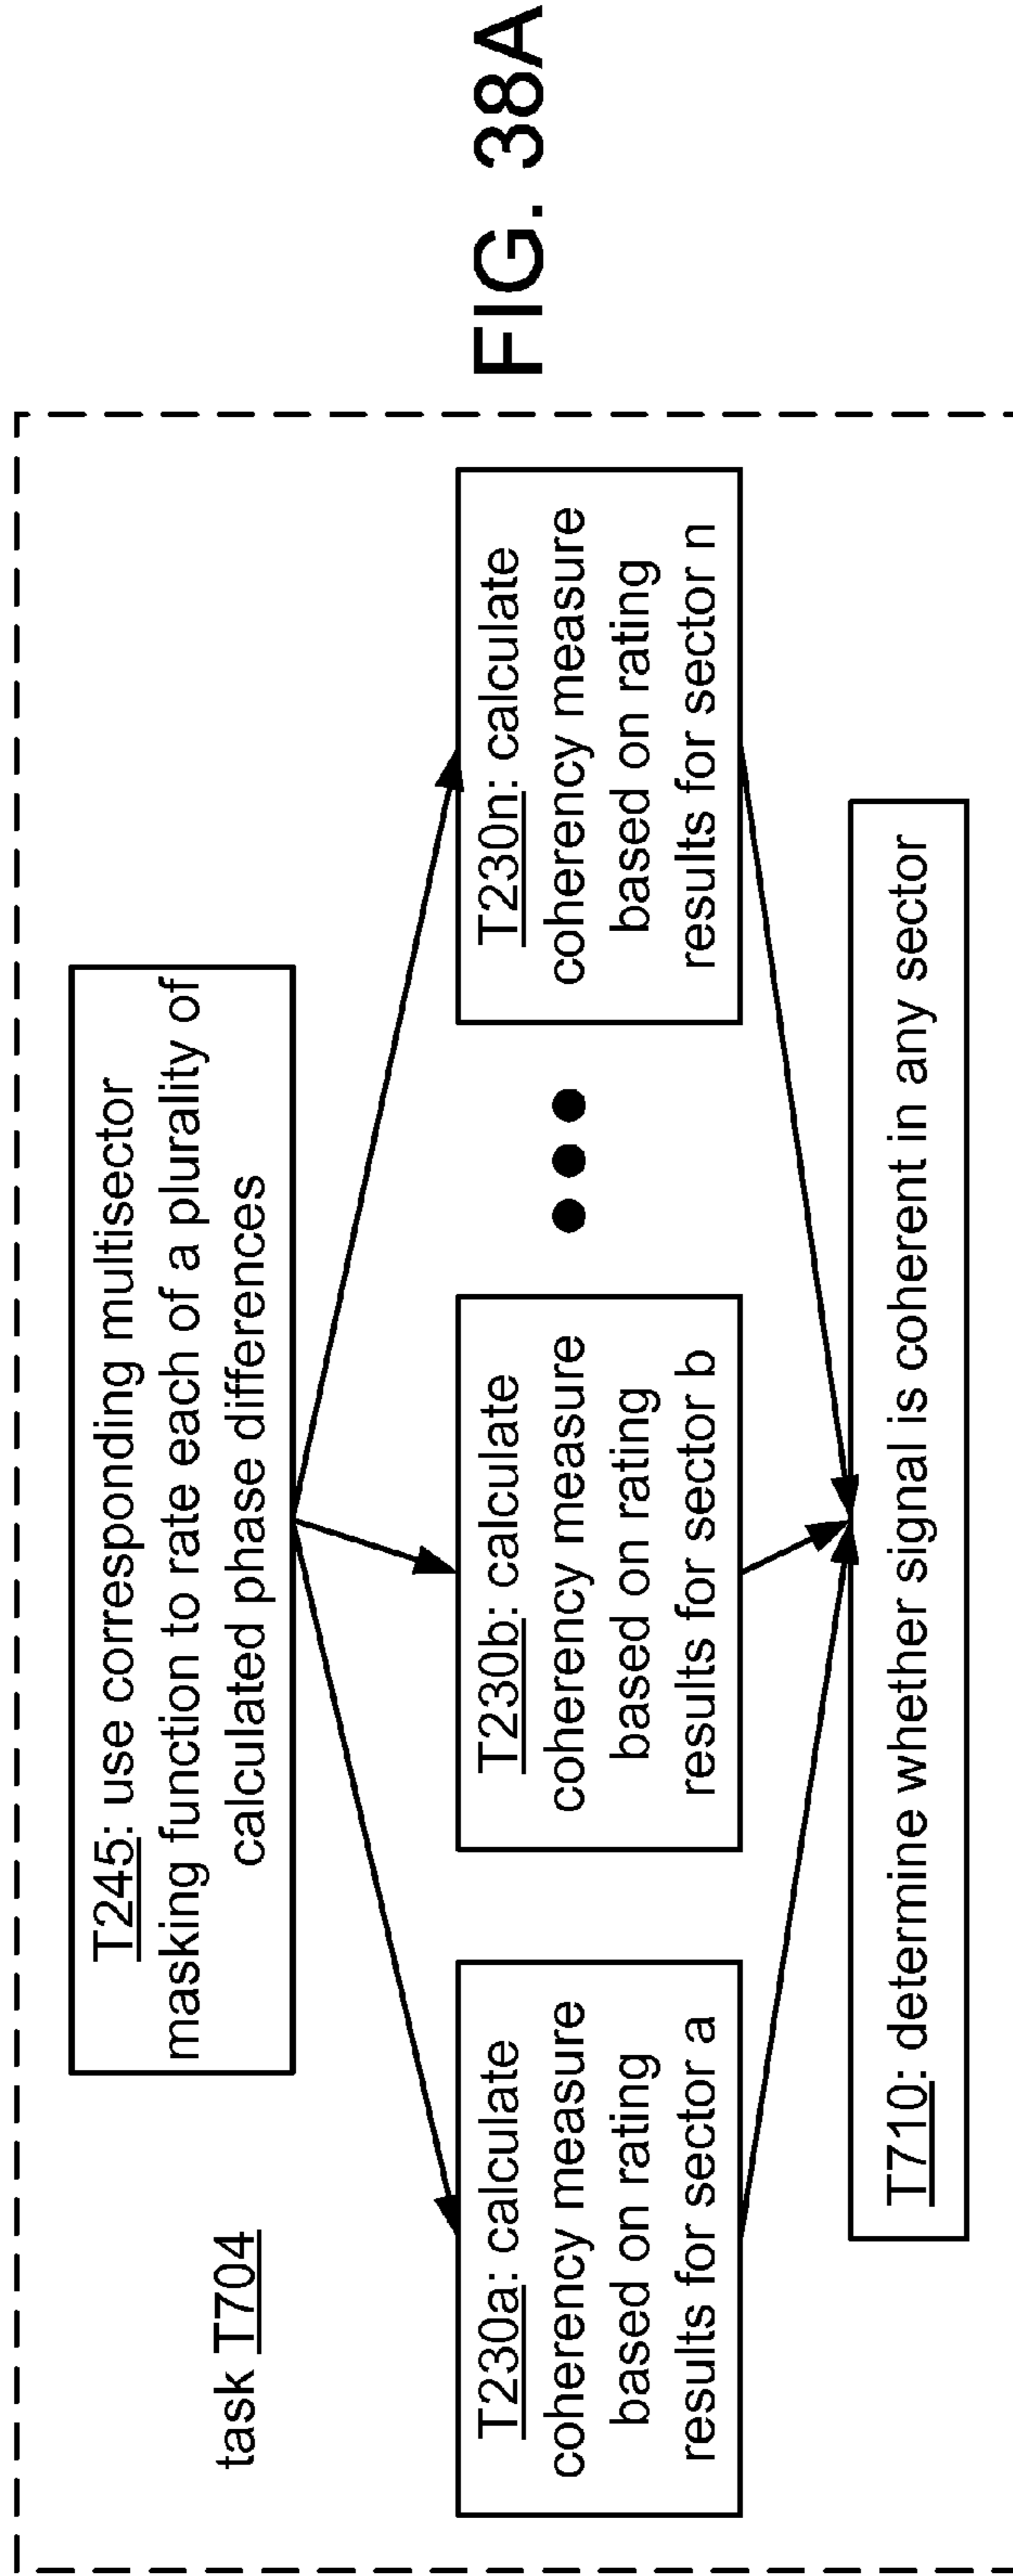 task T704
T245: use corresponding multisector
masking function to rate each of a plurality of
calculated phase differences
T230a: calculate
coherency measure
based on rating
results for sector a
T230b: calculate
coherency measure
based on rating
results for sector b
T230n: calculate
coherency measure
based on rating
results for sector n
T710: determine whether signal is coherent in any sector
FIG. 38A